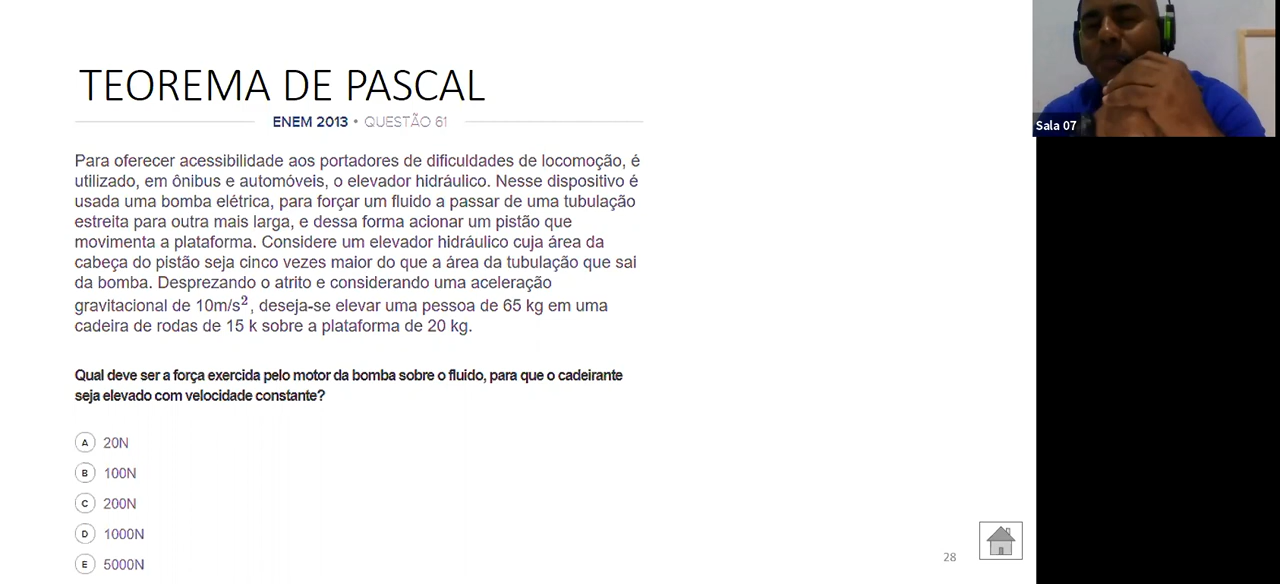 TEOREMA DE PASCAL
ENEM 2013 • QUESTÃO 61
Para oferecer acessibilidade aos portadores de dificuldades de locomoção, é
utilizado, em ônibus e automóveis, o elevador hidráulico. Nesse dispositivo é
usada uma bomba elétrica, para forçar um fluido a passar de uma tubulação
estreita para outra mais larga, e dessa forma acionar um pistão que
movimenta a plataforma. Considere um elevador hidráulico cuja área da
cabeça do pistão seja cinco vezes maior do que a área da tubulação que sai
da bomba. Desprezando o atrito e considerando uma aceleração
gravitacional de 10m/s², deseja-se elevar uma pessoa de 65 kg em uma
cadeira de rodas de 15 k sobre a plataforma de 20 kg.
Qual deve ser a força exercida pelo motor da bomba sobre o fluido, para que o cadeirante
seja elevado com velocidade constante?
A 20N
B 100N
C 200N
D 1000N
E 5000N
28
Sala 07